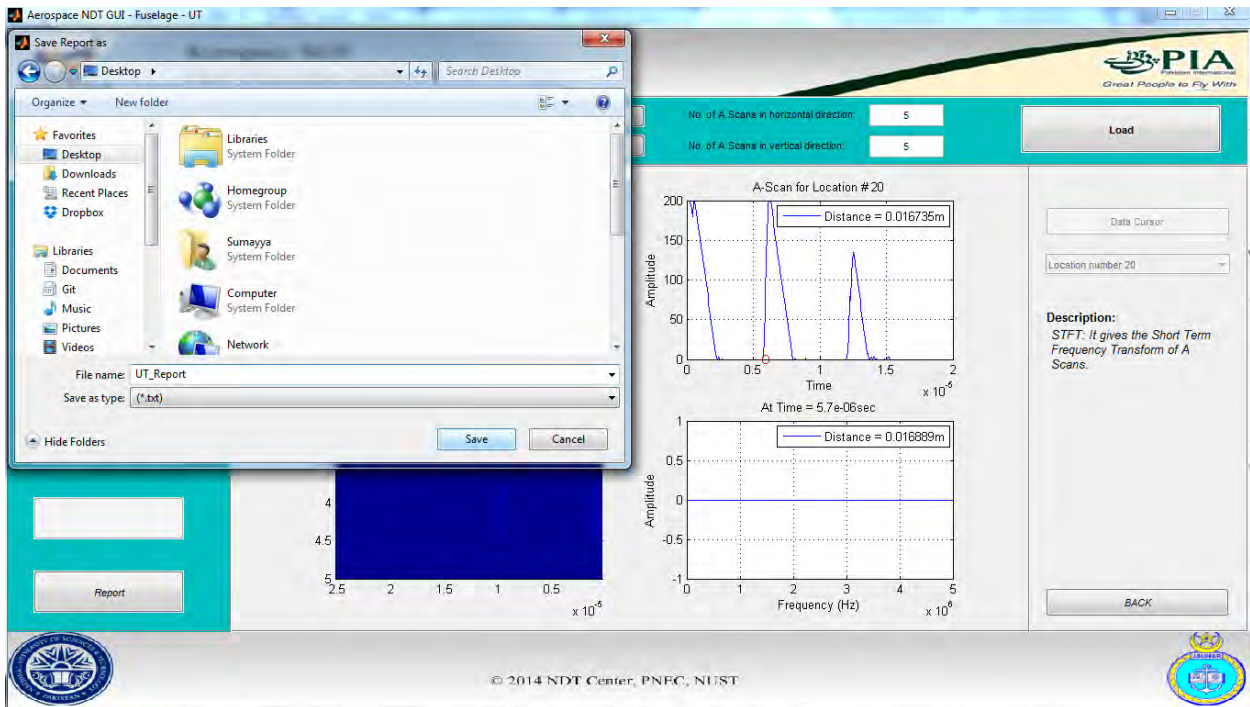 Aerospace NDT GUI - Fuselage - UT
Save Report as
Desktop
Search Desktop
Organize
New folder
Favorites
Desktop
Downloads
Recent Places
Dropbox
Libraries
Documents
Git
Music
Pictures
Videos
Libraries
System Folder
Homegroup
System Folder
Sumayya
System Folder
Computer
System Folder
Network
File name: UT_Report
Save as type: (*.txt)
Hide Folders
Save
Cancel
PIA
Pakistan International
Great People to Fly With
No. of A Scans in horizontal direction: 5
No. of A Scans in vertical direction: 5
Load
A-Scan for Location #20
Distance = 0.016735m
200
150
100
50
0
Amplitude
0 0.5 1 1.5 2
Time
x 10^-5
At Time = 5.7e-06sec
Distance = 0.016889m
1
0.5
0
-0.5
-1
Amplitude
0 1 2 3 4 5
Frequency (Hz)
x 10^6
4
4.5
5
2.5 2 1.5 1 0.5
x 10^-5
Data Cursor
Location number 20
Description:
STFT: It gives the Short Term
Frequency Transform of A
Scans.
BACK
Report
© 2014 NDT Center, PNEC, NUST